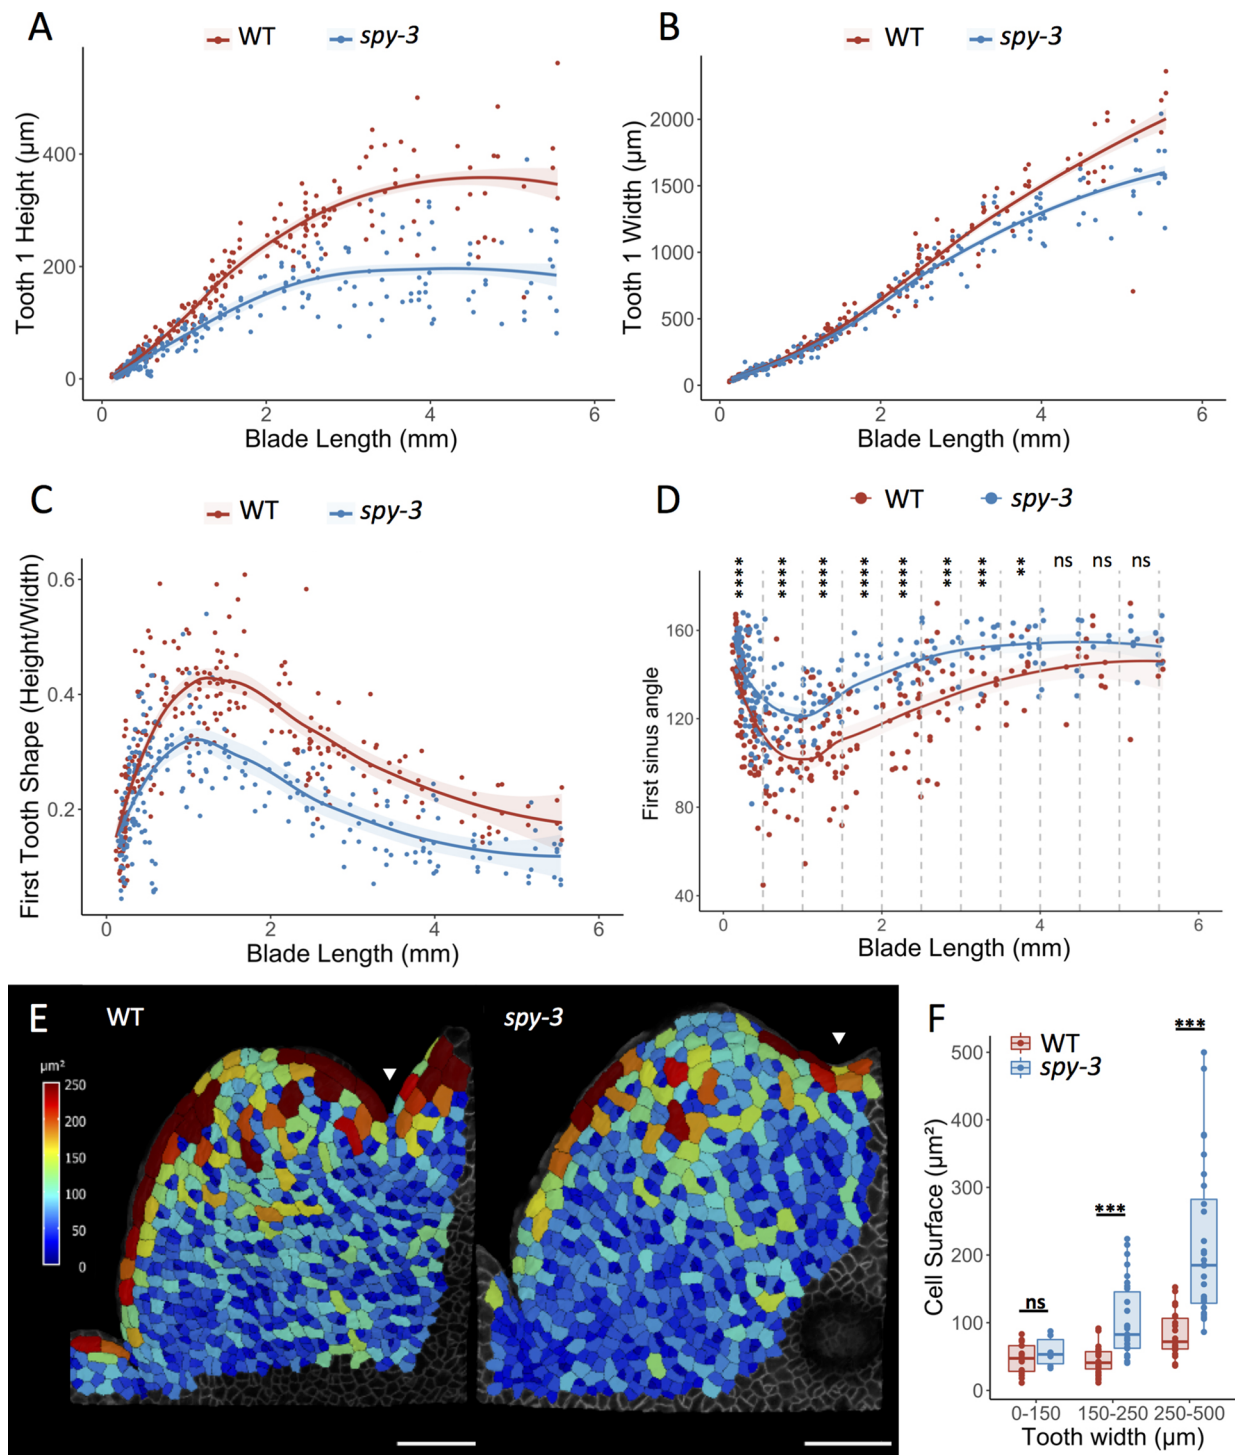 A
WT
spy-3
Tooth 1 Height (µm)
400
200
0
0
2
4
6
Blade Length (mm)
B
WT
spy-3
Tooth 1 Width (µm)
2000
1500
1000
500
0
0
2
4
6
Blade Length (mm)
C
WT
spy-3
First Tooth Shape (Height/Width)
0.6
0.4
0.2
0
2
4
6
Blade Length (mm)
D
WT
spy-3
**** **** **** **** **** *** *** ** ns ns ns
First sinus angle
160
120
80
40
0
2
4
6
Blade Length (mm)
E
WT
spy-3
µm²
250
200
150
100
50
0
F
WT
spy-3
***
***
ns
Cell Surface (µm²)
500
400
300
200
100
0
0-150
150-250
250-500
Tooth width (µm)